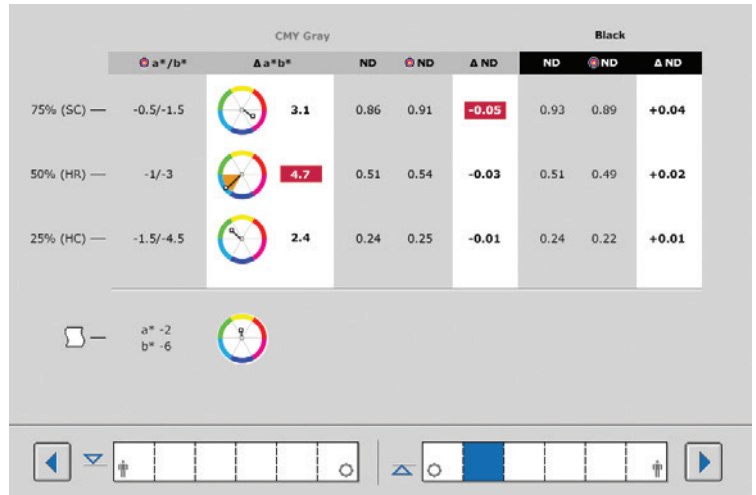 CMY Gray Black
a*/b* Δ a*b* ND ND Δ ND ND ND Δ ND
75% (SC) -0.5/-1.5 3.1 0.86 0.91 -0.05 0.93 0.89 +0.04
50% (HR) -1/-3 4.7 0.51 0.54 -0.03 0.51 0.49 +0.02
25% (HC) -1.5/-4.5 2.4 0.24 0.25 -0.01 0.24 0.22 +0.01
a* -2
b* -6